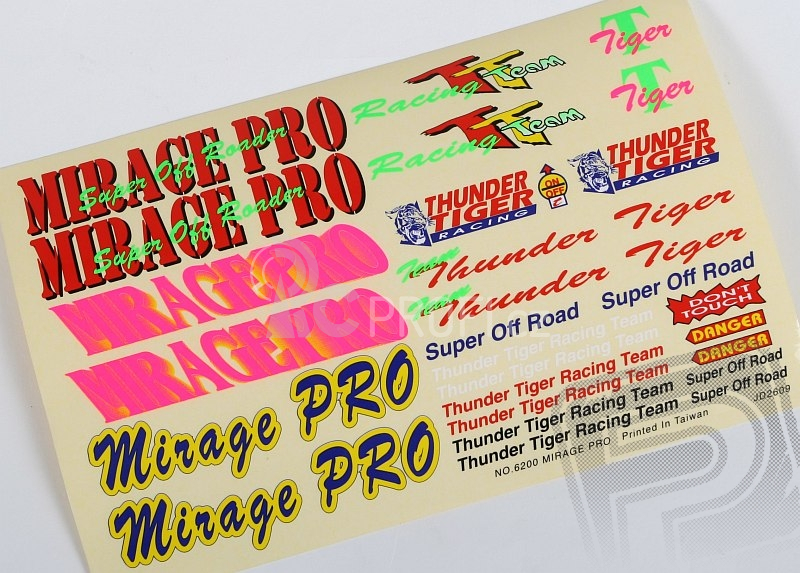 MIRAGE PRO
Super Off Roader
MIRAGE PRO
Super Off Roader
MIRAGE PRO
MIRAGE PRO
Mirage PRO
Mirage PRO
Racing TT Team
Racing TT Team
T Tiger
T Tiger
THUNDER
TIGER
RACING
ON
OFF
THUNDER
TIGER
RACING
Team Thunder Tiger
Team Thunder Tiger
Super Off Road
Super Off Road
DON'T
TOUCH
DANGER
DANGER
Thunder Tiger Racing Team
Thunder Tiger Racing Team
Thunder Tiger Racing Team
Thunder Tiger Racing Team
Thunder Tiger Racing Team
Thunder Tiger Racing Team
Super Off Road
Super Off Road
NO.6200 MIRAGE PRO Printed In Taiwan
JD2609